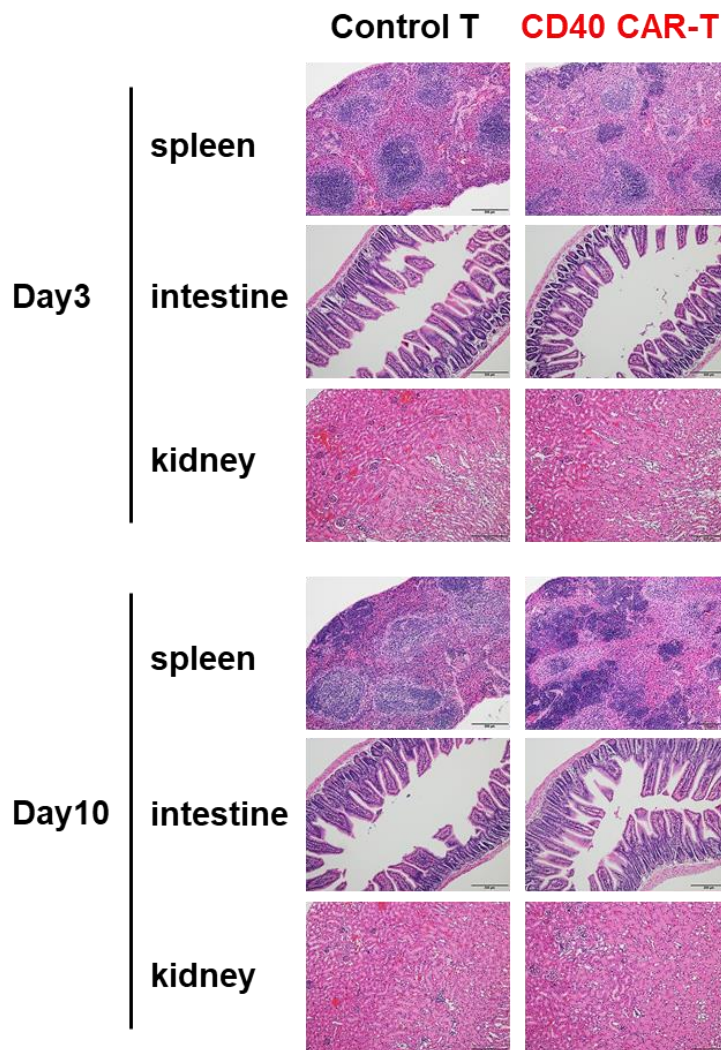 Control T CD40 CAR-T
spleen
Day3 intestine
kidney
spleen
Day10 intestine
kidney